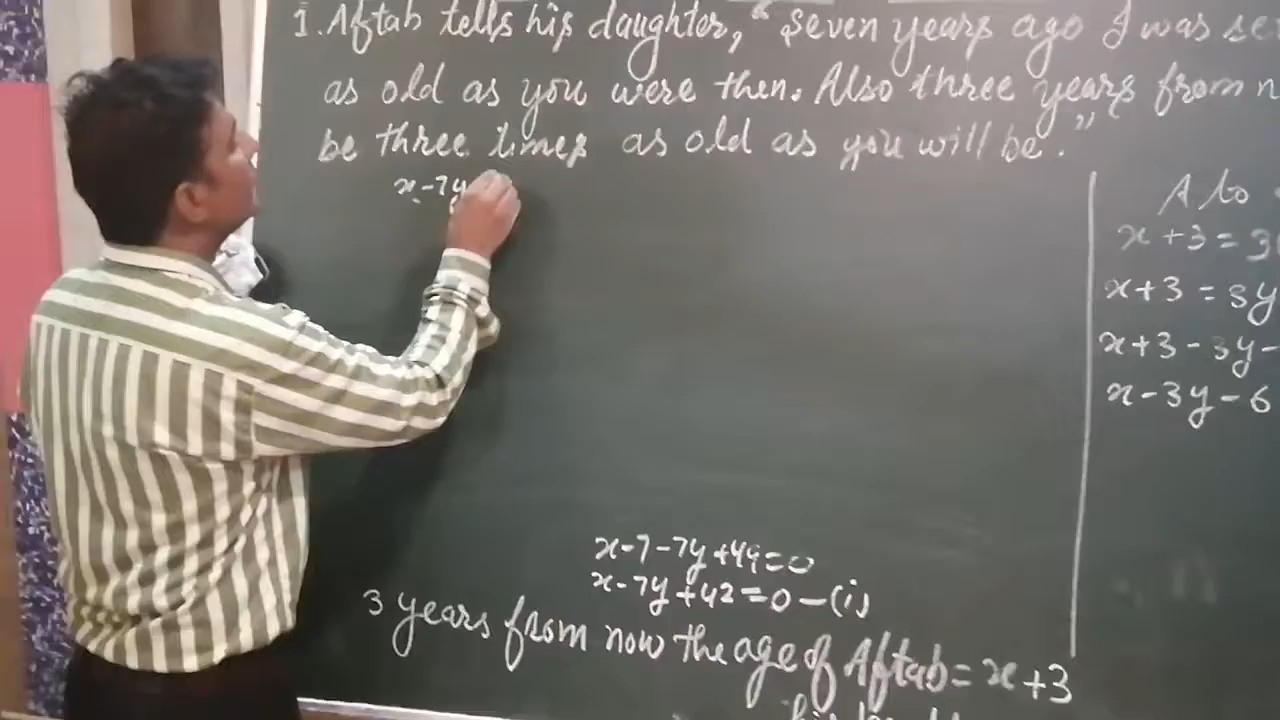 1. Aftab tells his daughter, "Seven years ago I was se
as old as you were then. Also three years from n
be three times as old as you will be."
x-7y
x-7-7y+49=0
x-7y+42=0-(i)
3 years from now the age of Aftab = x+3
A to
x+3=3(
x+3=3y
x+3-3y-
x-3y-6